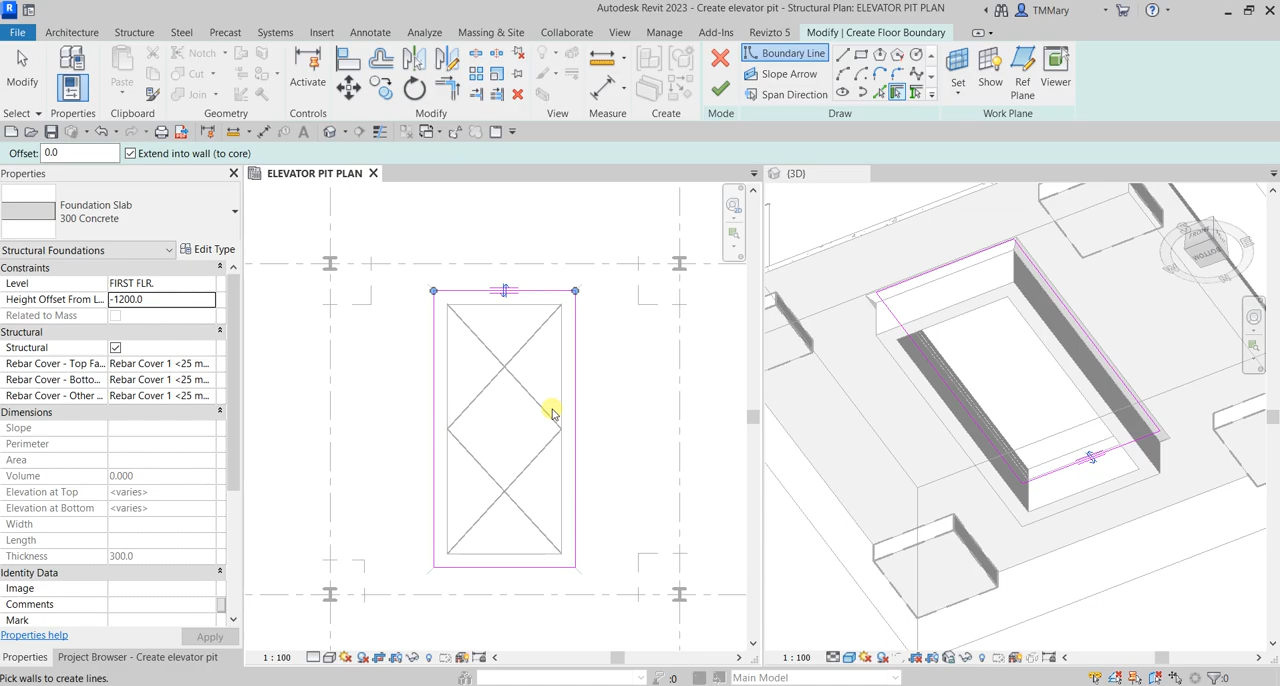 Autodesk Revit 2023 - Create elevator pit - Structural Plan: ELEVATOR PIT PLAN
TMMary
File Architecture Structure Steel Precast Systems Insert Annotate Analyze Massing & Site Collaborate View Manage Add-Ins Revizto 5 Modify | Create Floor Boundary
Modify
Paste
Notch
Cut
Join
Activate
Boundary Line
Slope Arrow
Span Direction
Set
Show
Ref
Plane
Viewer
Select
Properties
Clipboard
Geometry
Controls
Modify
View
Measure
Create
Mode
Draw
Work Plane
Offset: 0.0 Extend into wall (to core)
Properties
ELEVATOR PIT PLAN
{3D}
Foundation Slab
300 Concrete
Structural Foundations Edit Type
Constraints
Level FIRST FLR.
Height Offset From L... -1200.0
Related to Mass
Structural
Structural
Rebar Cover - Top Fa... Rebar Cover 1 <25 m...
Rebar Cover - Botto... Rebar Cover 1 <25 m...
Rebar Cover - Other ... Rebar Cover 1 <25 m...
Dimensions
Slope
Perimeter
Area
Volume 0.000
Elevation at Top <varies>
Elevation at Bottom <varies>
Width
Length
Thickness 300.0
Identity Data
Image
Comments
Mark
Properties help
Apply
Properties Project Browser - Create elevator pit
1 : 100
1 : 100
FRONT
BOTTOM
Pick walls to create lines.
:0
Main Model
:0